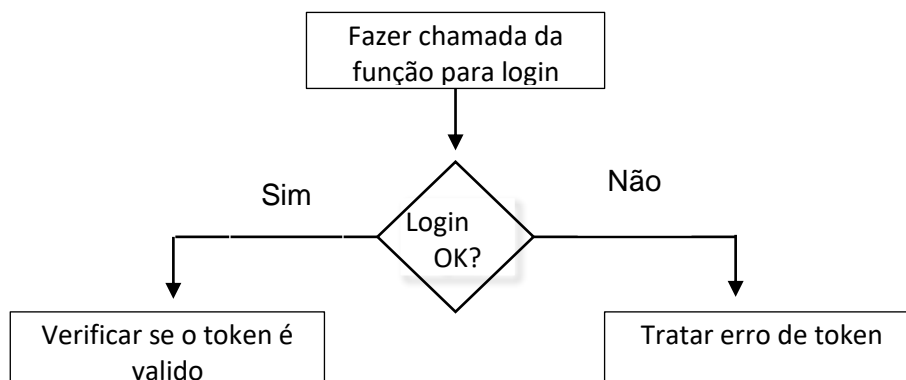 Fazer chamada da
função para login
Sim
Não
Login
OK?
Verificar se o token é
valido
Tratar erro de token